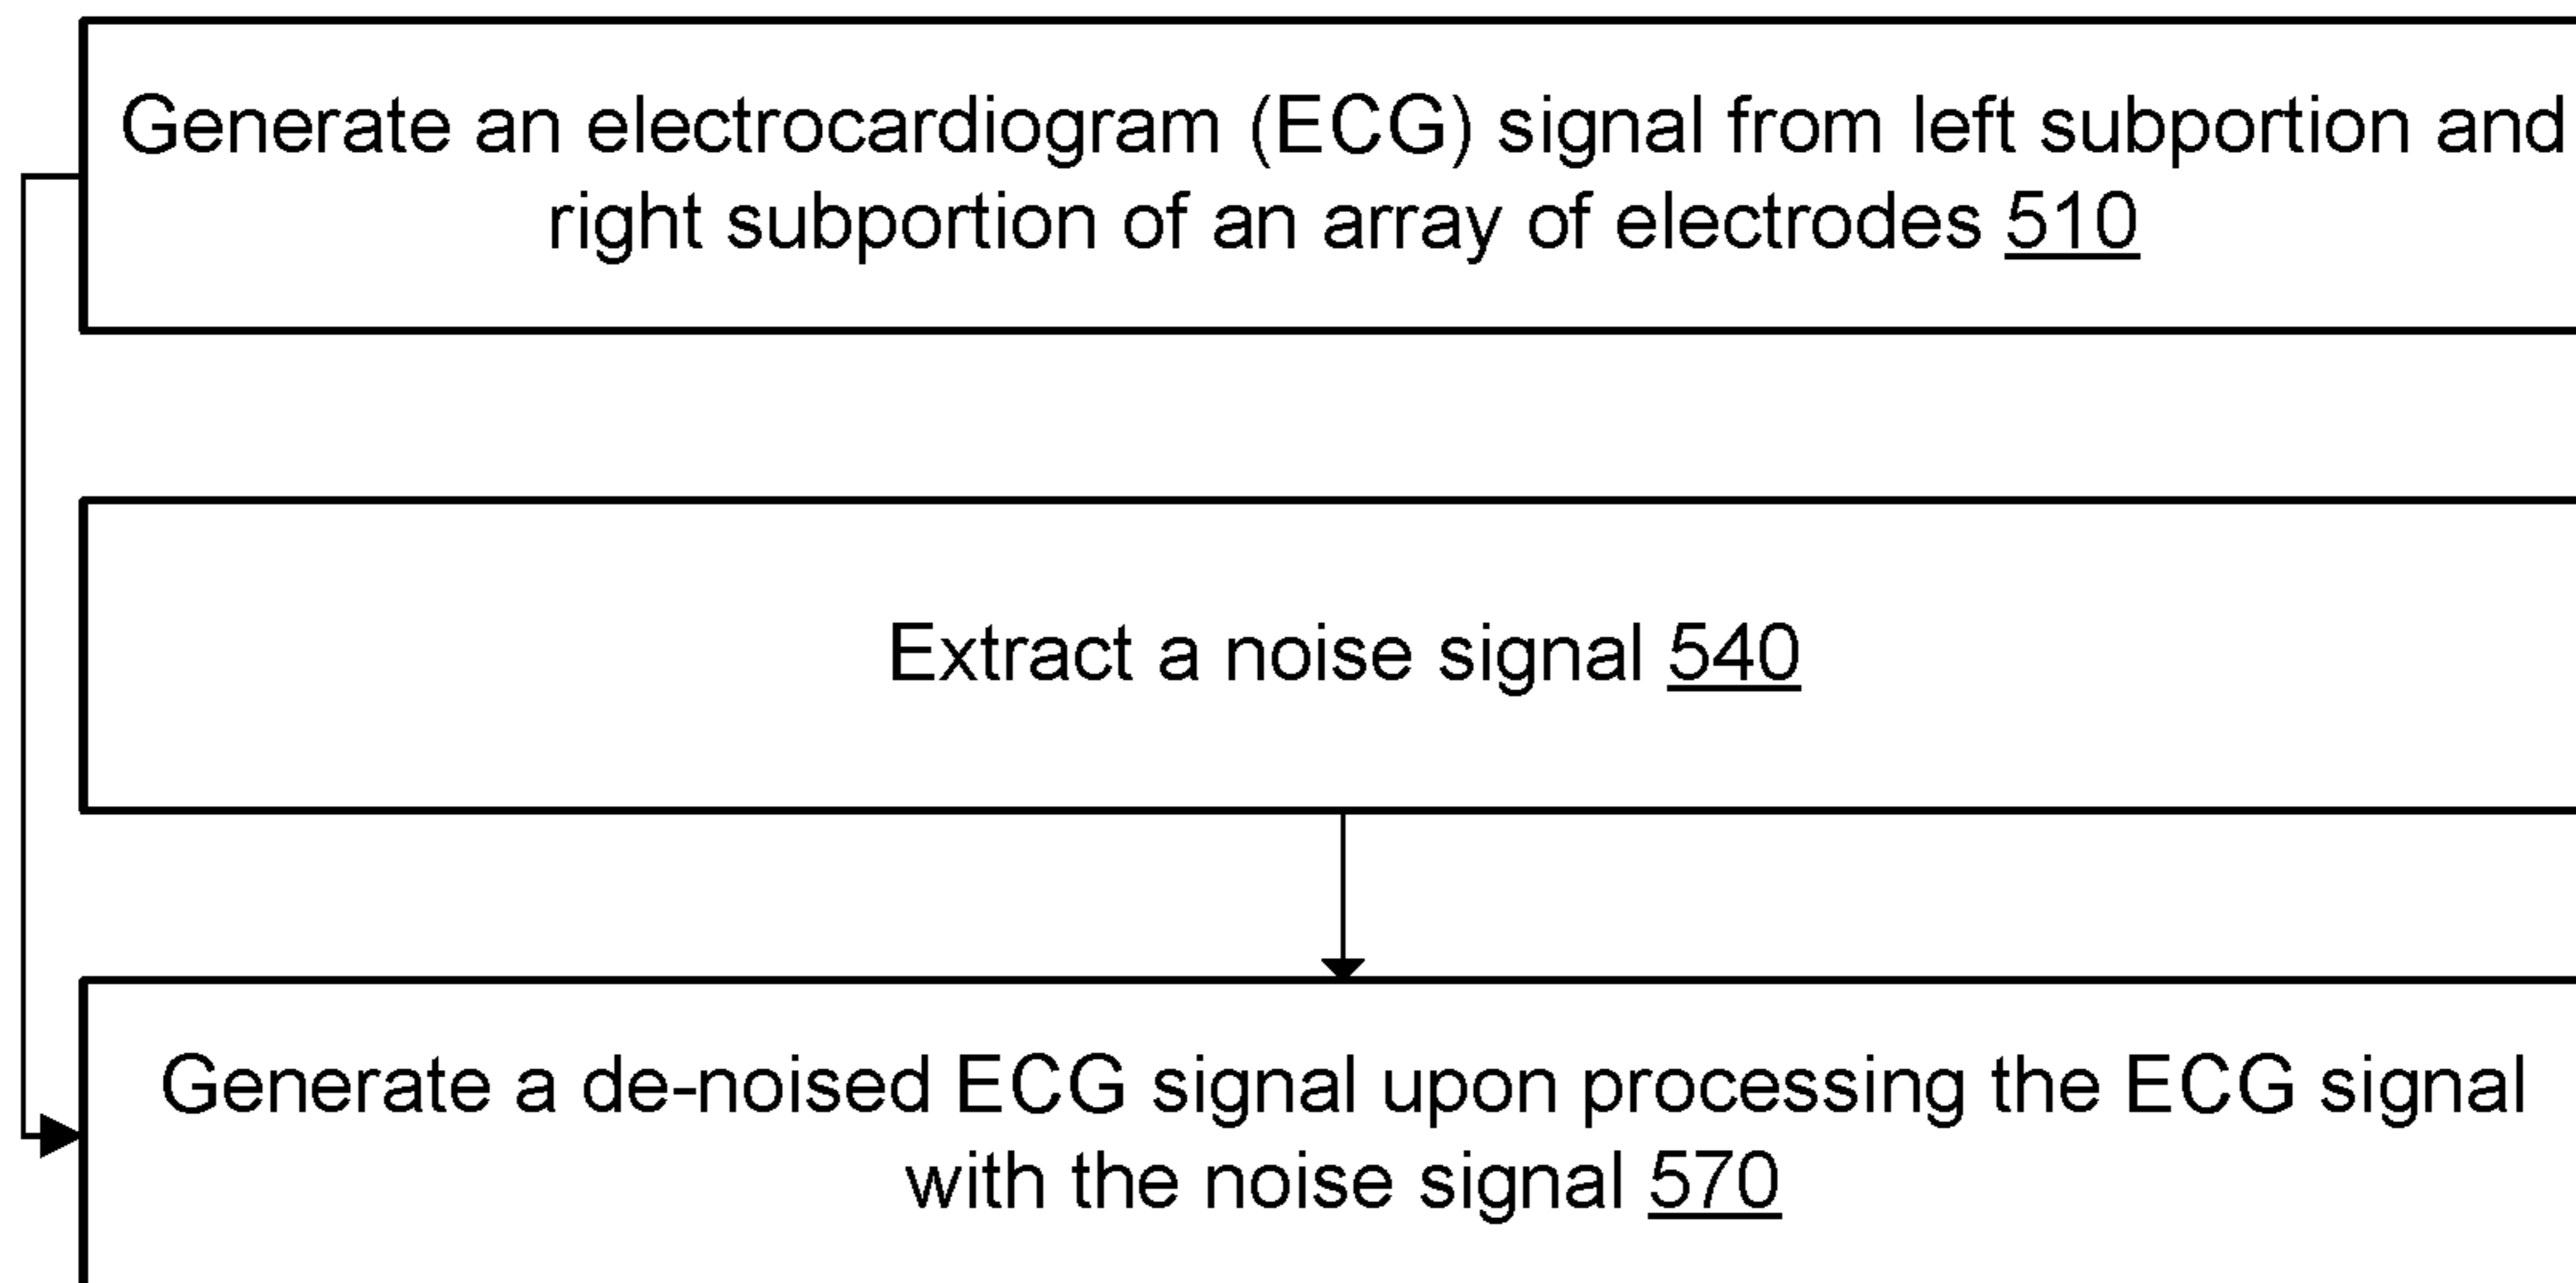 Generate an electrocardiogram (ECG) signal from left subportion and
right subportion of an array of electrodes 510
Extract a noise signal 540
Generate a de-noised ECG signal upon processing the ECG signal
with the noise signal 570